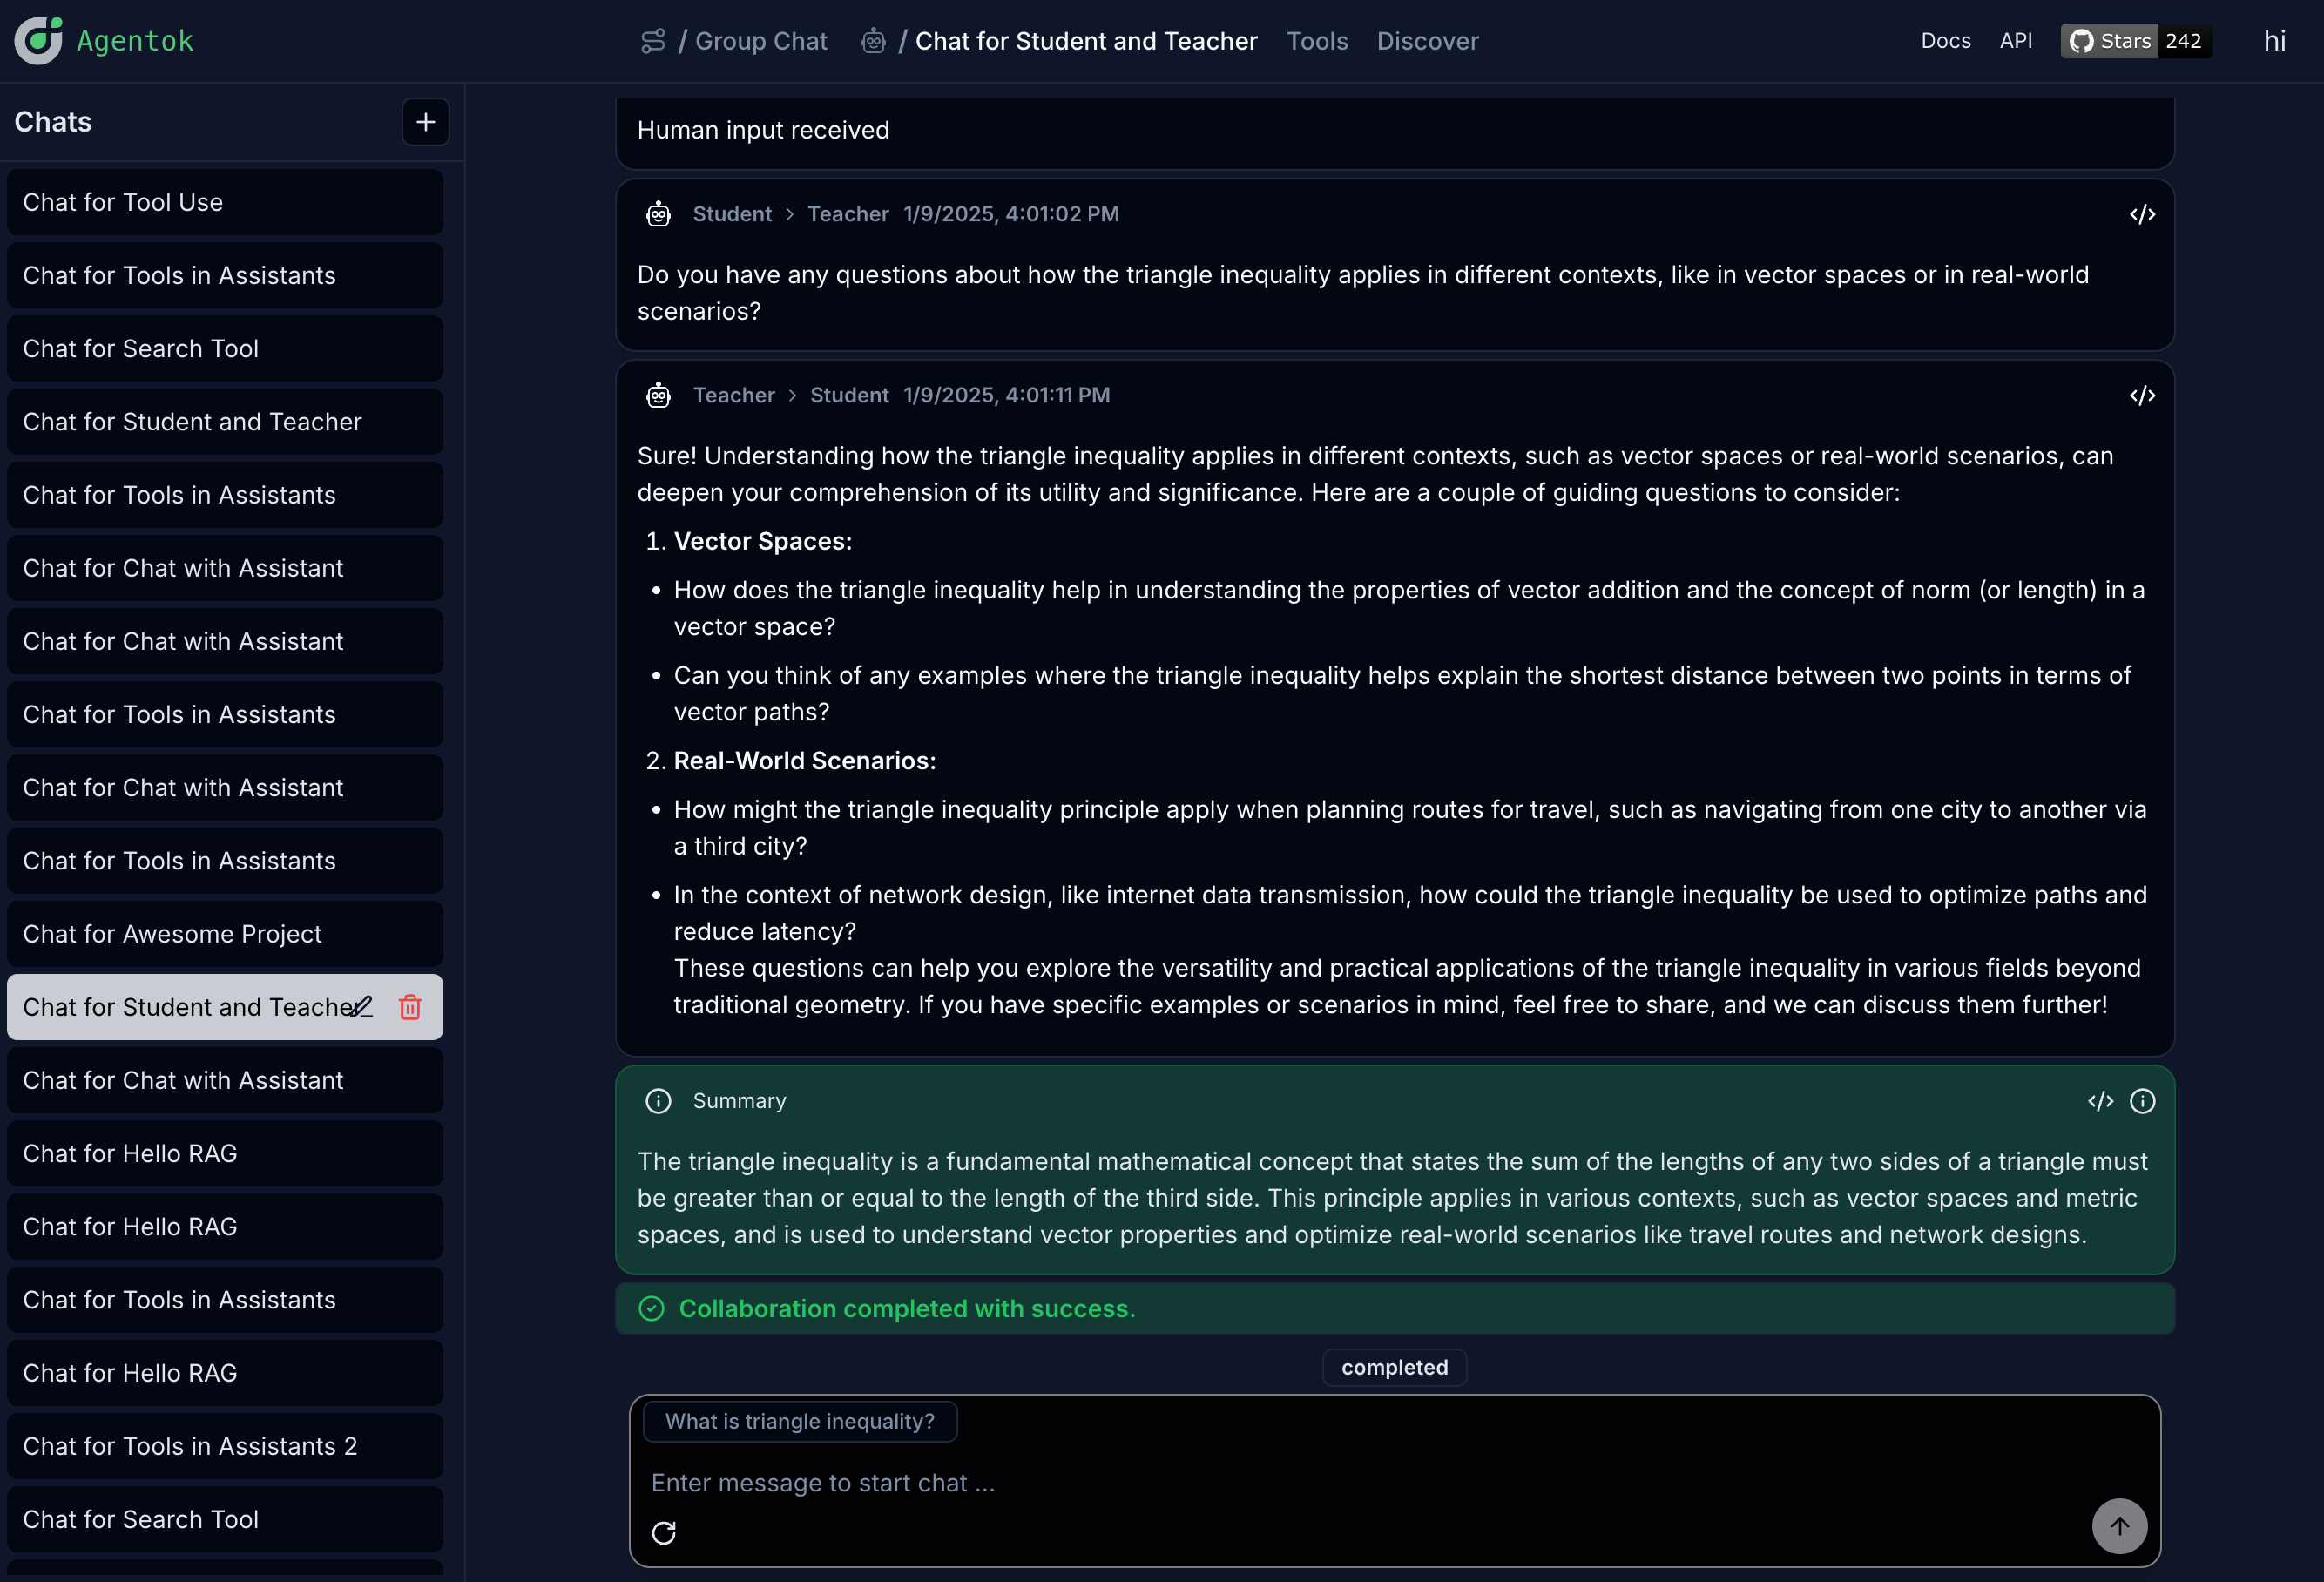 Agentok
/ Group Chat / Chat for Student and Teacher Tools Discover
Docs API Stars 242 hi
Chats
Chat for Tool Use
Chat for Tools in Assistants
Chat for Search Tool
Chat for Student and Teacher
Chat for Tools in Assistants
Chat for Chat with Assistant
Chat for Chat with Assistant
Chat for Tools in Assistants
Chat for Chat with Assistant
Chat for Tools in Assistants
Chat for Awesome Project
Chat for Student and Teacher
Chat for Chat with Assistant
Chat for Hello RAG
Chat for Hello RAG
Chat for Tools in Assistants
Chat for Hello RAG
Chat for Tools in Assistants 2
Chat for Search Tool
Human input received
Student > Teacher 1/9/2025, 4:01:02 PM
Do you have any questions about how the triangle inequality applies in different contexts, like in vector spaces or in real-world
scenarios?
Teacher > Student 1/9/2025, 4:01:11 PM
Sure! Understanding how the triangle inequality applies in different contexts, such as vector spaces or real-world scenarios, can
deepen your comprehension of its utility and significance. Here are a couple of guiding questions to consider:
1. Vector Spaces:
• How does the triangle inequality help in understanding the properties of vector addition and the concept of norm (or length) in a
vector space?
• Can you think of any examples where the triangle inequality helps explain the shortest distance between two points in terms of
vector paths?
2. Real-World Scenarios:
• How might the triangle inequality principle apply when planning routes for travel, such as navigating from one city to another via
a third city?
• In the context of network design, like internet data transmission, how could the triangle inequality be used to optimize paths and
reduce latency?
These questions can help you explore the versatility and practical applications of the triangle inequality in various fields beyond
traditional geometry. If you have specific examples or scenarios in mind, feel free to share, and we can discuss them further!
Summary
The triangle inequality is a fundamental mathematical concept that states the sum of the lengths of any two sides of a triangle must
be greater than or equal to the length of the third side. This principle applies in various contexts, such as vector spaces and metric
spaces, and is used to understand vector properties and optimize real-world scenarios like travel routes and network designs.
Collaboration completed with success.
completed
What is triangle inequality?
Enter message to start chat ...